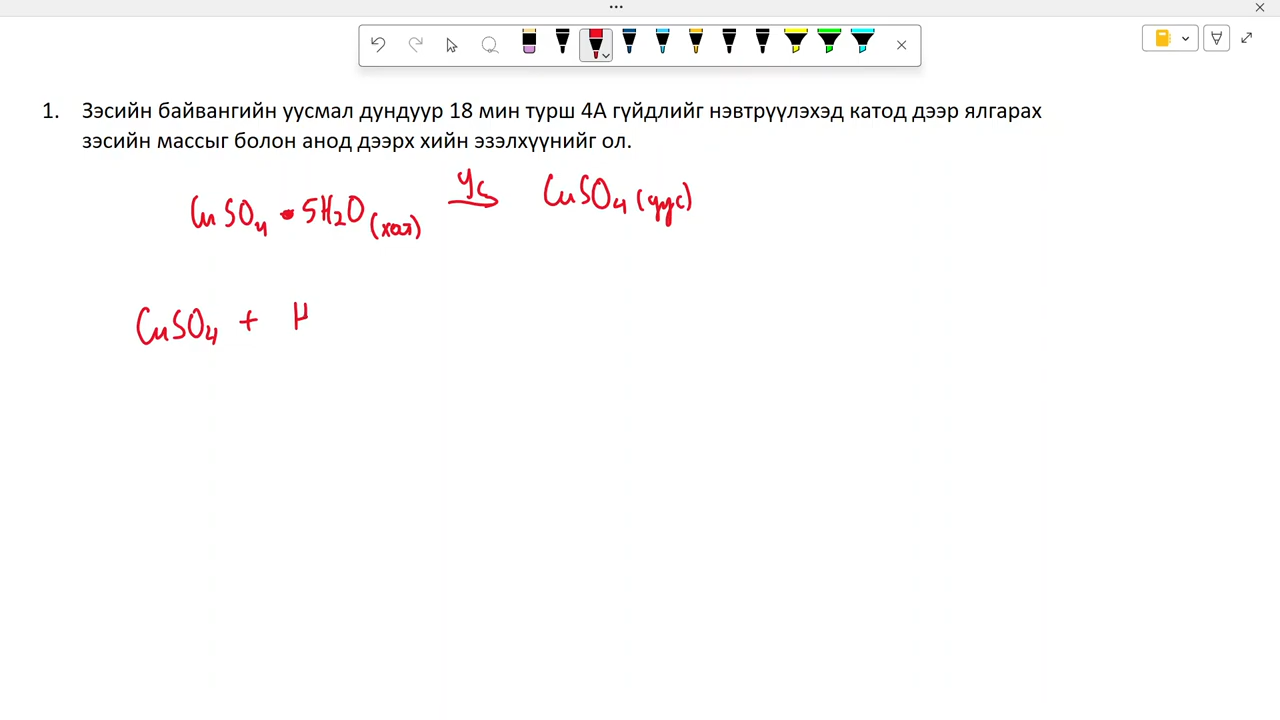 1. Зэсийн байвангийн уусмал дундуур 18 мин турш 4А гүйдлийг нэвтрүүлэхэд катод дээр ялгарах
зэсийн массыг болон анод дээрх хийн эзэлхүүнийг ол.
CuSO₄ • 5H₂O (хат) ус CuSO₄ (уус)
CuSO₄ + H